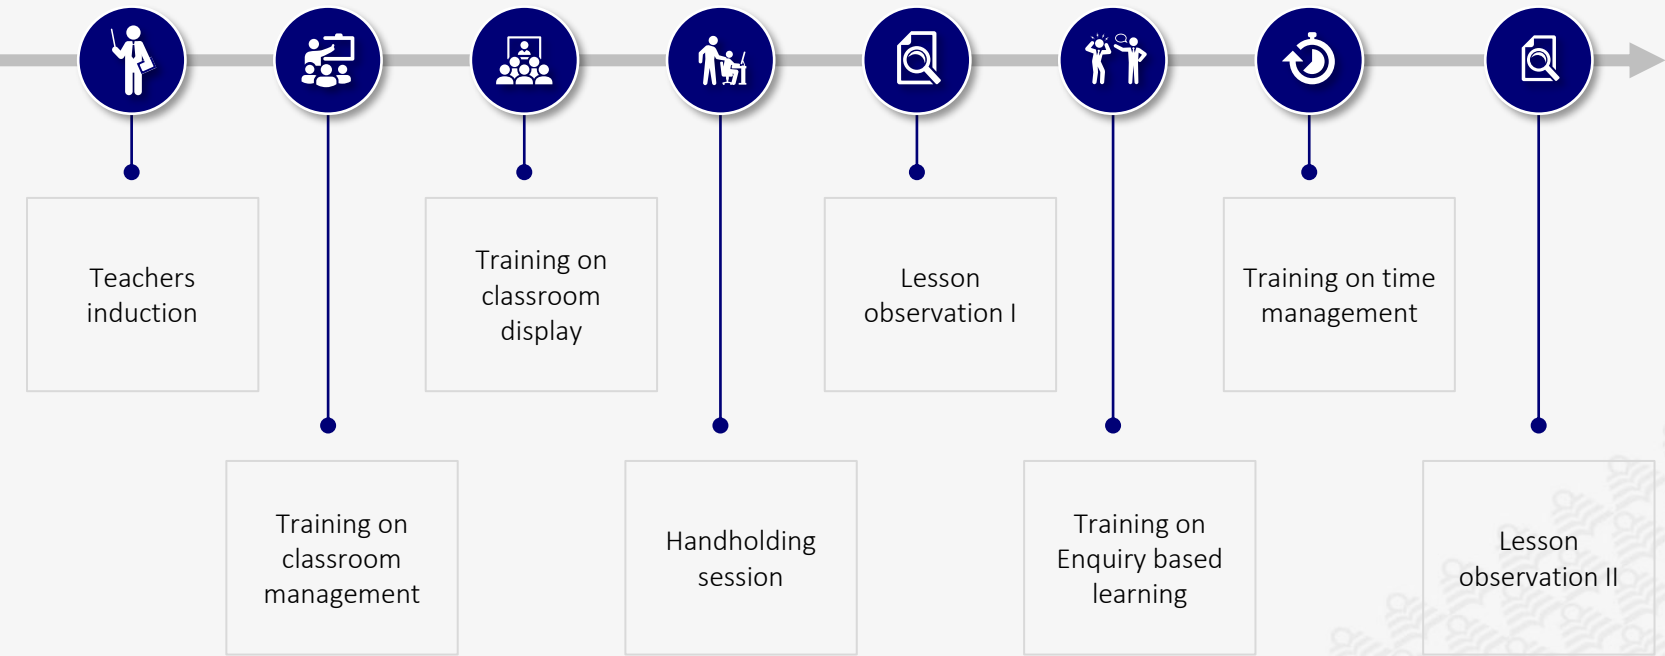 Teachers
induction
Training on
classroom
management
Training on
classroom
display
Handholding
session
Lesson
observation I
Training on
Enquiry based
learning
Training on time
management
Lesson
observation II